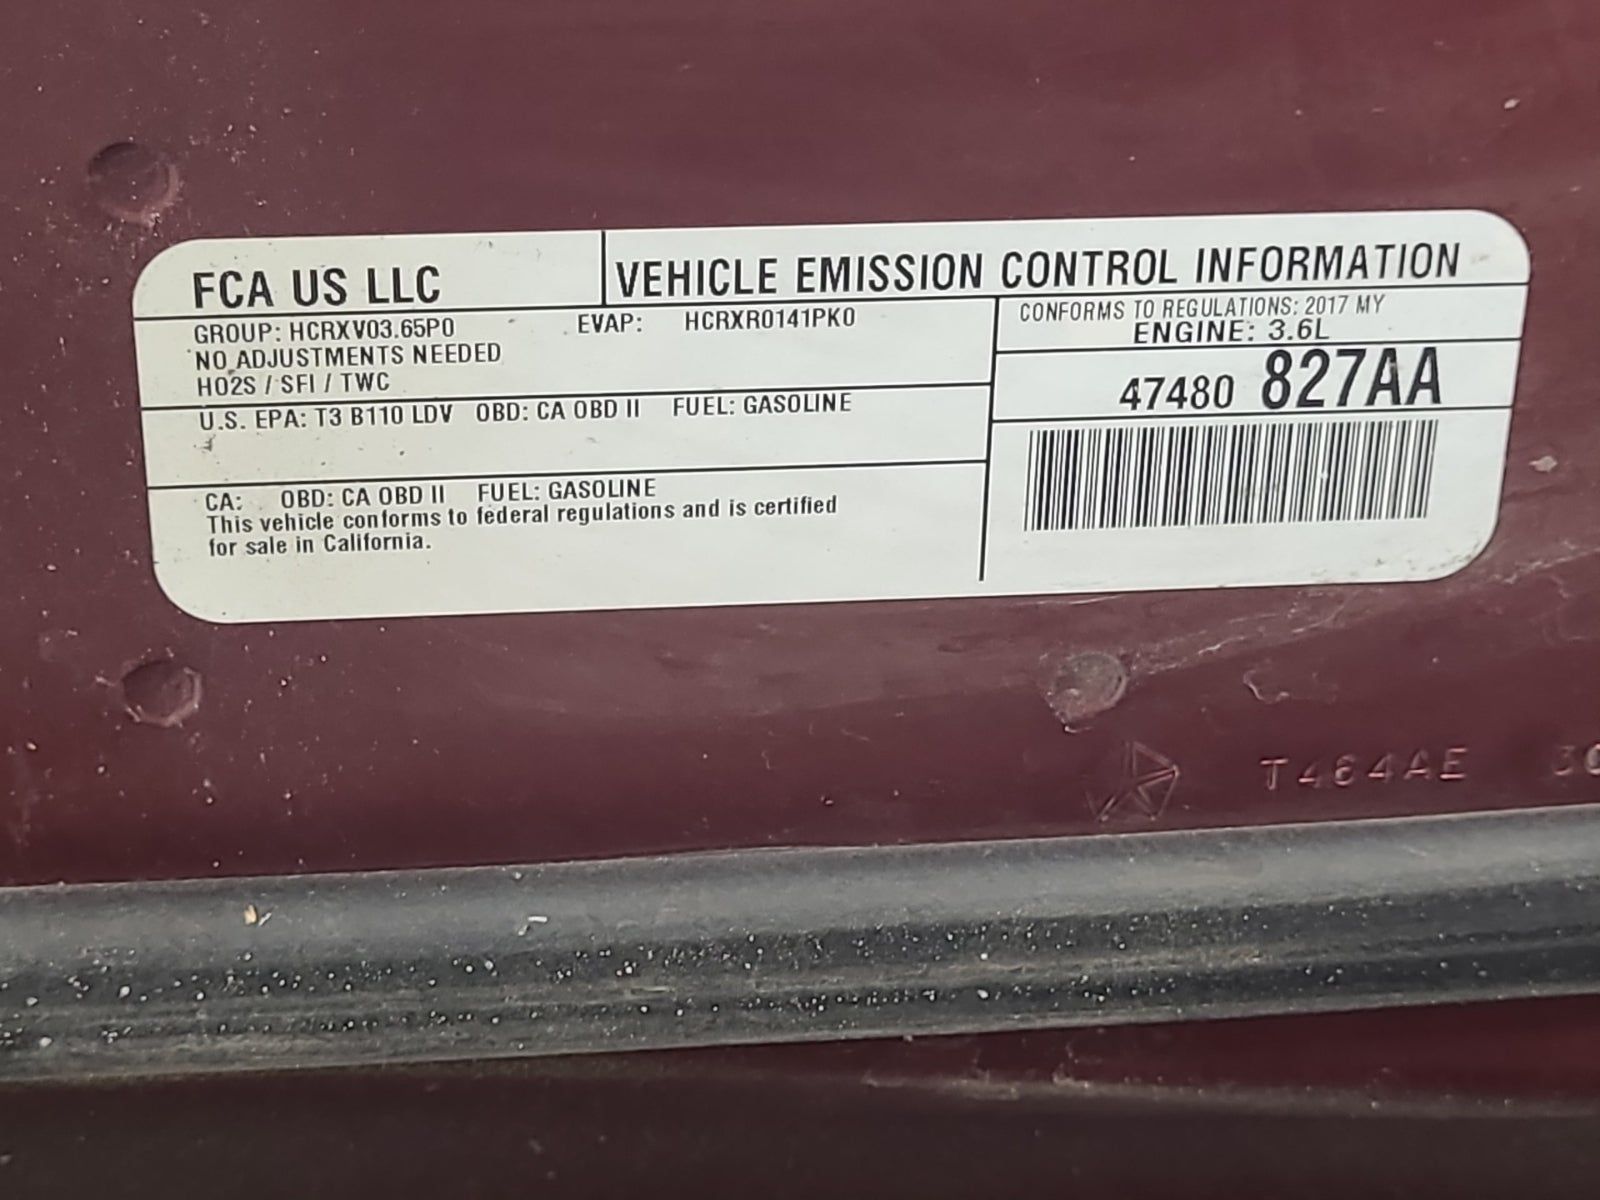 FCA US LLC
VEHICLE EMISSION CONTROL INFORMATION
GROUP: HCRXV03.65P0 EVAP: HCRXR0141PK0
NO ADJUSTMENTS NEEDED
HO2S / SFI / TWC
CONFORMS TO REGULATIONS: 2017 MY
ENGINE: 3.6L
47480 827AA
U.S. EPA: T3 B110 LDV OBD: CA OBD II FUEL: GASOLINE
CA: OBD: CA OBD II FUEL: GASOLINE
This vehicle conforms to federal regulations and is certified
for sale in California.
T464AE